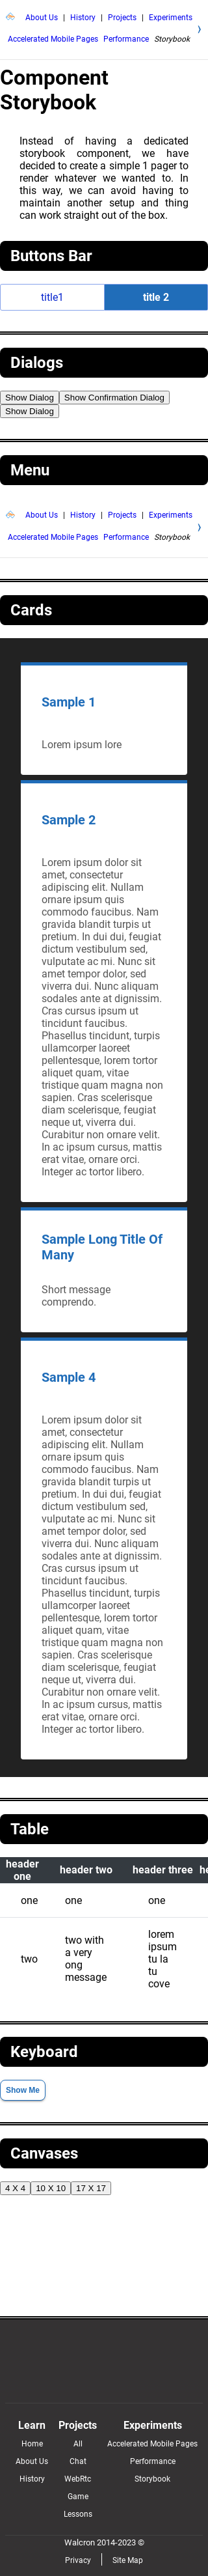 About Us | History | Projects | Experiments
Accelerated Mobile Pages Performance Storybook
Component
Storybook
Instead of having a dedicated
storybook component, we have
decided to create a simple 1 pager to
render whatever we wanted to. In
this way, we can avoid having to
maintain another setup and thing
can work straight out of the box.
Buttons Bar
title1 title 2
Dialogs
Show Dialog Show Confirmation Dialog
Show Dialog
Menu
About Us | History | Projects | Experiments
Accelerated Mobile Pages Performance Storybook
Cards
Sample 1
Lorem ipsum lore
Sample 2
Lorem ipsum dolor sit
amet, consectetur
adipiscing elit. Nullam
ornare ipsum quis
commodo faucibus. Nam
gravida blandit turpis ut
pretium. In dui dui, feugiat
dictum vestibulum sed,
vulputate ac mi. Nunc sit
amet tempor dolor, sed
viverra dui. Nunc aliquam
sodales ante at dignissim.
Cras cursus ipsum ut
tincidunt faucibus.
Phasellus tincidunt, turpis
ullamcorper laoreet
pellentesque, lorem tortor
aliquet quam, vitae
tristique quam magna non
sapien. Cras scelerisque
diam scelerisque, feugiat
neque ut, viverra dui.
Curabitur non ornare velit.
In ac ipsum cursus, mattis
erat vitae, ornare orci.
Integer ac tortor libero.
Sample Long Title Of
Many
Short message
comprendo.
Sample 4
Lorem ipsum dolor sit
amet, consectetur
adipiscing elit. Nullam
ornare ipsum quis
commodo faucibus. Nam
gravida blandit turpis ut
pretium. In dui dui, feugiat
dictum vestibulum sed,
vulputate ac mi. Nunc sit
amet tempor dolor, sed
viverra dui. Nunc aliquam
sodales ante at dignissim.
Cras cursus ipsum ut
tincidunt faucibus.
Phasellus tincidunt, turpis
ullamcorper laoreet
pellentesque, lorem tortor
aliquet quam, vitae
tristique quam magna non
sapien. Cras scelerisque
diam scelerisque, feugiat
neque ut, viverra dui.
Curabitur non ornare velit.
In ac ipsum cursus, mattis
erat vitae, ornare orci.
Integer ac tortor libero.
Table
header
one
header two header three he
one one one
two
two with
a very
ong
message
lorem
ipsum
tu la
tu
cove
Keyboard
Show Me
Canvases
4 X 4 10 X 10 17 X 17
Learn Projects Experiments
Home All Accelerated Mobile Pages
About Us Chat Performance
History WebRtc Storybook
Game
Lessons
Walcron 2014-2023 ©
Privacy Site Map